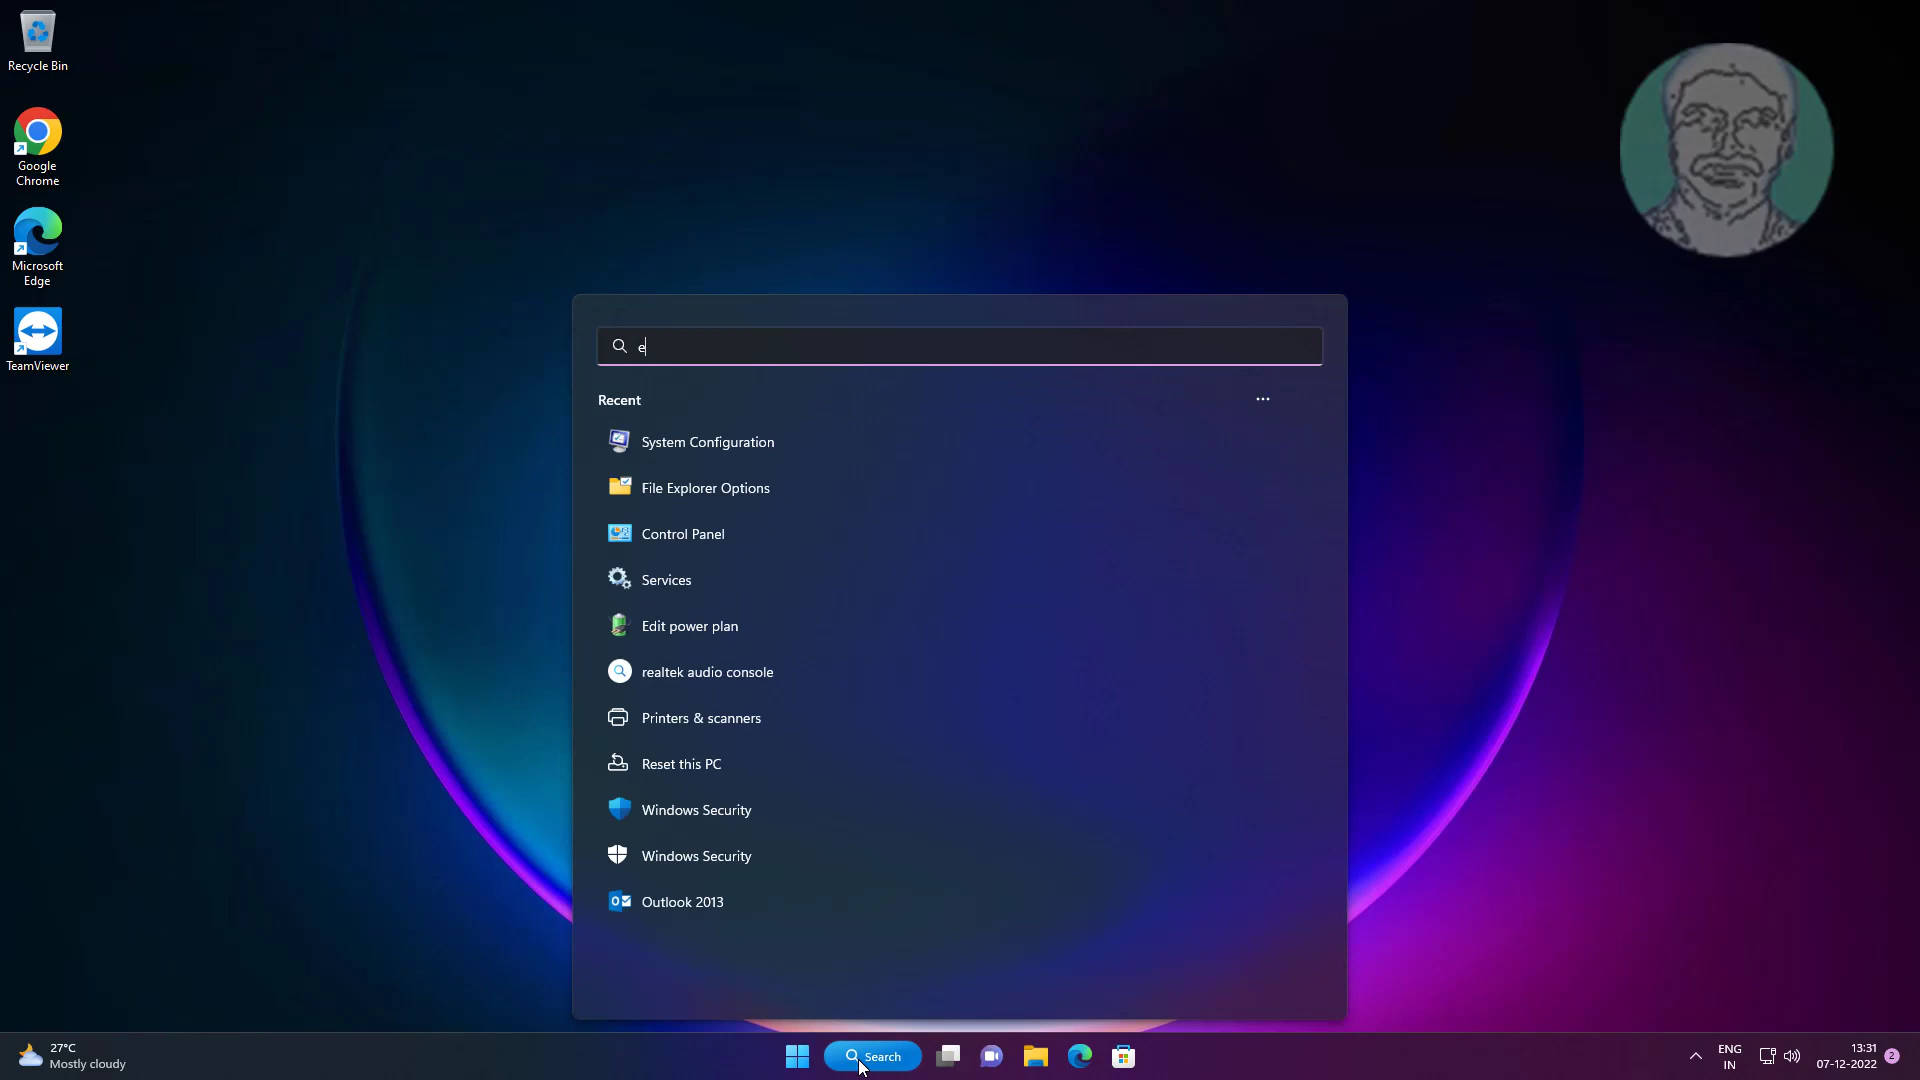 Recycle Bin
Google
Chrome
Microsoft
Edge
TeamViewer
e
Recent
System Configuration
File Explorer Options
Control Panel
Services
Edit power plan
realtek audio console
Printers & scanners
Reset this PC
Windows Security
Windows Security
Outlook 2013
27°C
Mostly cloudy
Search
ENG
IN
13:31
07-12-2022
2